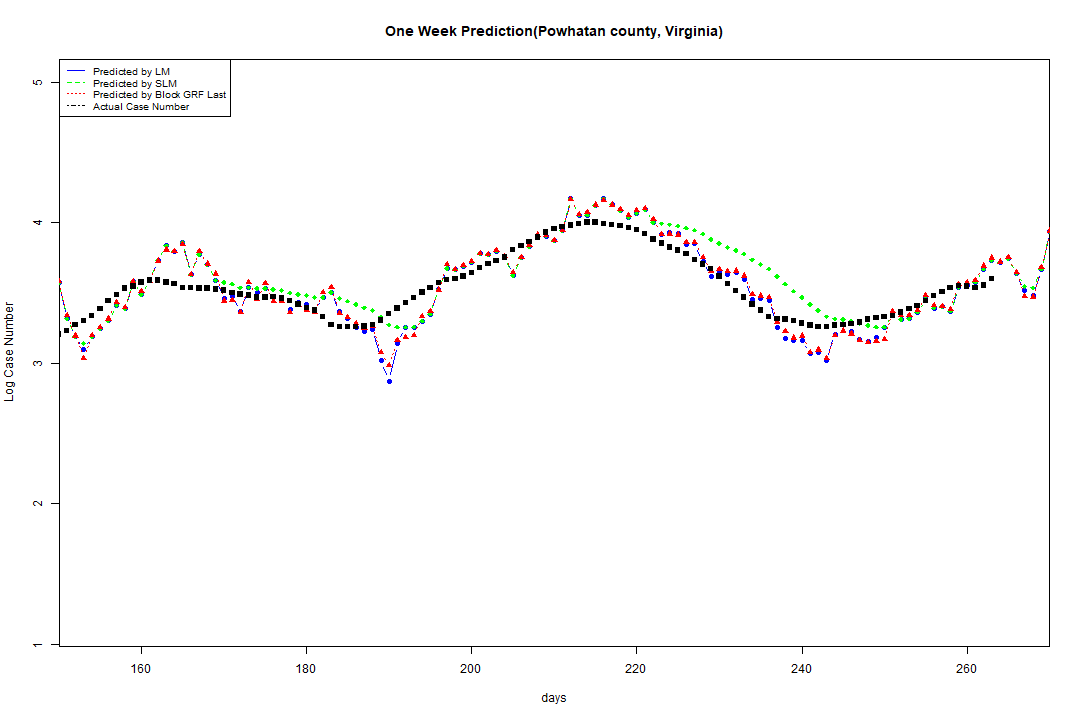 One Week Prediction(Powhatan county, Virginia)
Predicted by LM
Predicted by SLM
Predicted by Block GRF Last
Actual Case Number
5
4
3
2
1
Log Case Number
160 180 200 220 240 260
days